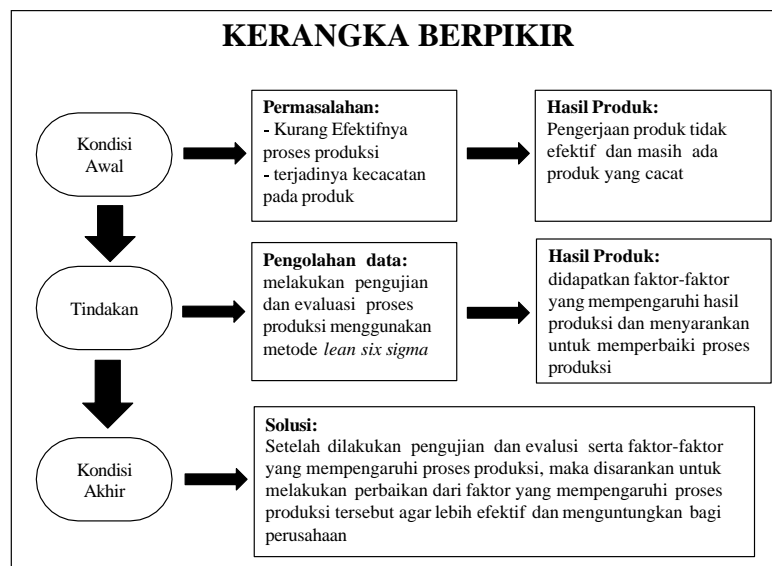 KERANGKA BERPIKIR
Kondisi
Awal
Permasalahan:
- Kurang Efektifnya
proses produksi
- terjadinya kecacatan
pada produk
Hasil Produk:
Pengerjaan produk tidak
efektif dan masih ada
produk yang cacat
Tindakan
Pengolahan data:
melakukan pengujian
dan evaluasi proses
produksi menggunakan
metode lean six sigma
Hasil Produk:
didapatkan faktor-faktor
yang mempengaruhi hasil
produksi dan menyarankan
untuk memperbaiki proses
produksi
Kondisi
Akhir
Solusi:
Setelah dilakukan pengujian dan evalusi serta faktor-faktor
yang mempengaruhi proses produksi, maka disarankan untuk
melakukan perbaikan dari faktor yang mempengaruhi proses
produksi tersebut agar lebih efektif dan menguntungkan bagi
perusahaan